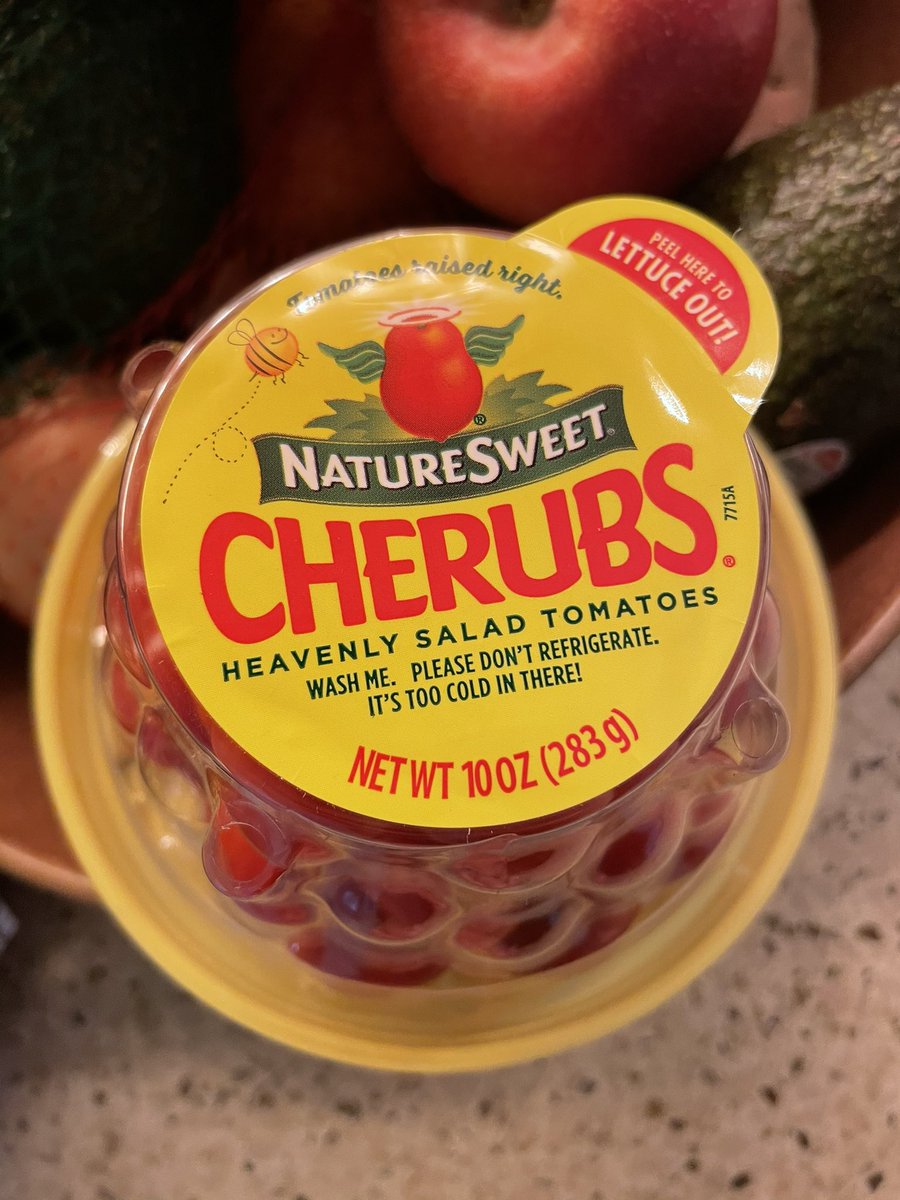 Tomatoes raised right.
PEEL HERE TO
LETTUCE OUT!
®
NATURESWEET®
CHERUBS®
7715A
HEAVENLY SALAD TOMATOES
WASH ME. PLEASE DON'T REFRIGERATE.
IT'S TOO COLD IN THERE!
NET WT 10 OZ (283 g)